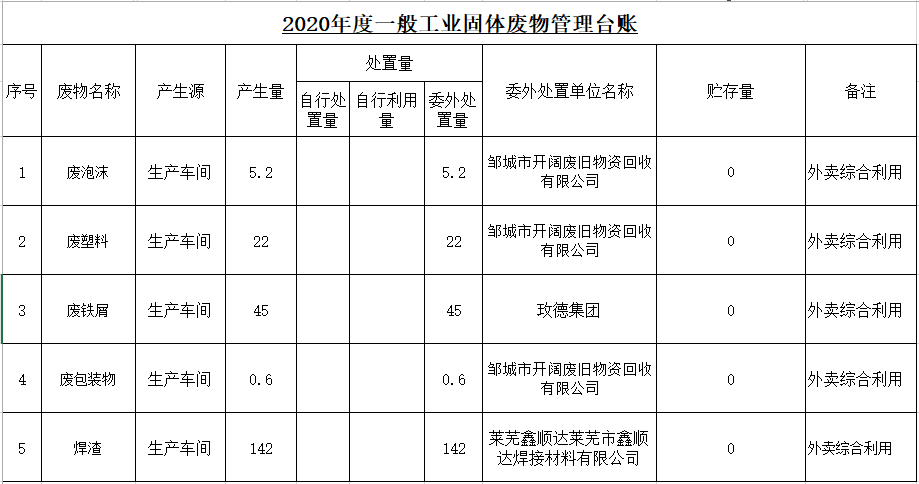 2020年度一般工业固体废物管理台账
序号 废物名称 产生源 产生量 处置量 委外处置单位名称 贮存量 备注
自行处置量 自行利用量 委外处置量
1 废泡沫 生产车间 5.2 5.2 邹城市开阔废旧物资回收有限公司 0 外卖综合利用
2 废塑料 生产车间 22 22 邹城市开阔废旧物资回收有限公司 0 外卖综合利用
3 废铁屑 生产车间 45 45 玫德集团 0 外卖综合利用
4 废包装物 生产车间 0.6 0.6 邹城市开阔废旧物资回收有限公司 0 外卖综合利用
5 焊渣 生产车间 142 142 莱芜鑫顺达莱芜市鑫顺达焊接材料有限公司 0 外卖综合利用